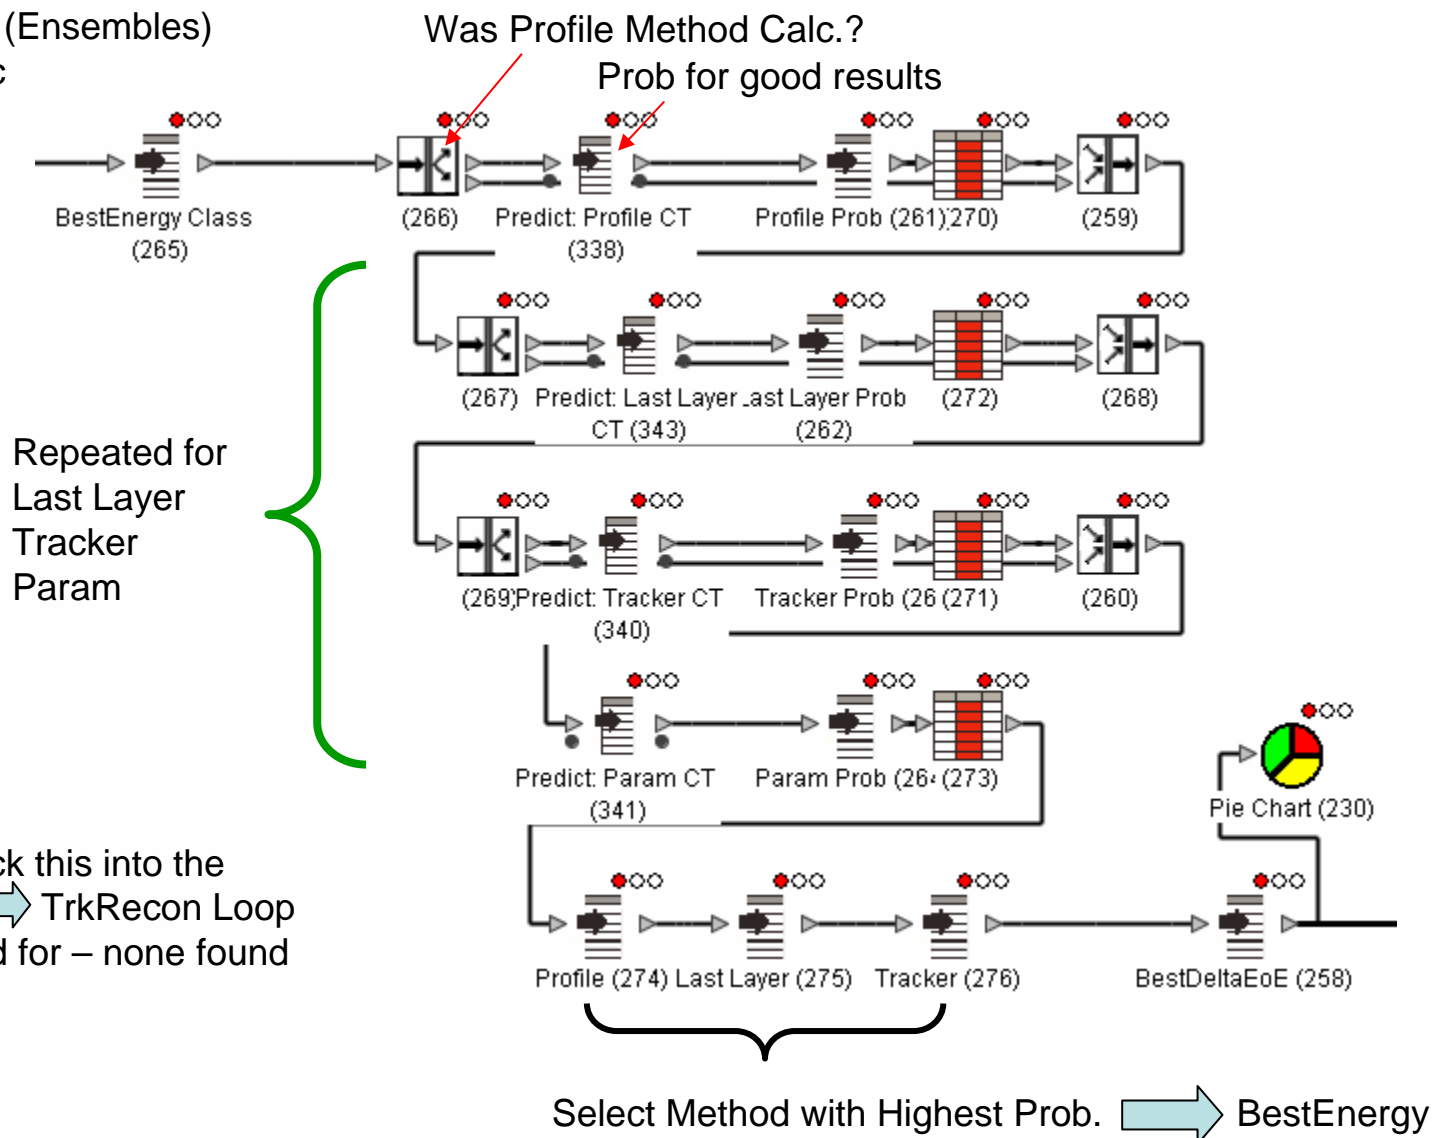 (Ensembles)
c
Was Profile Method Calc.?
Prob for good results
BestEnergy Class
(265)
(266)
Predict: Profile CT
(338)
Profile Prob (261)
270)
(259)
(267)
Predict: Last Layer
CT (343)
ast Layer Prob
(262)
(272)
(268)
Repeated for
Last Layer
Tracker
Param
(269)
Predict: Tracker CT
(340)
Tracker Prob (26
(271)
(260)
Predict: Param CT
(341)
Param Prob (264
(273)
Pie Chart (230)
ck this into the
TrkRecon Loop
d for – none found
Profile (274)
Last Layer (275)
Tracker (276)
BestDeltaEoE (258)
Select Method with Highest Prob.
BestEnergy